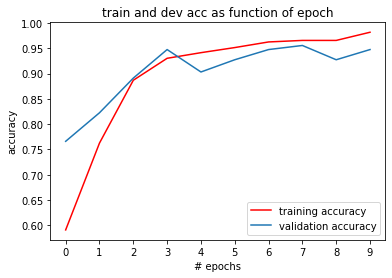 train and dev acc as function of epoch
accuracy
1.00
0.95
0.90
0.85
0.80
0.75
0.70
0.65
0.60
0 1 2 3 4 5 6 7 8 9
# epochs
training accuracy
validation accuracy